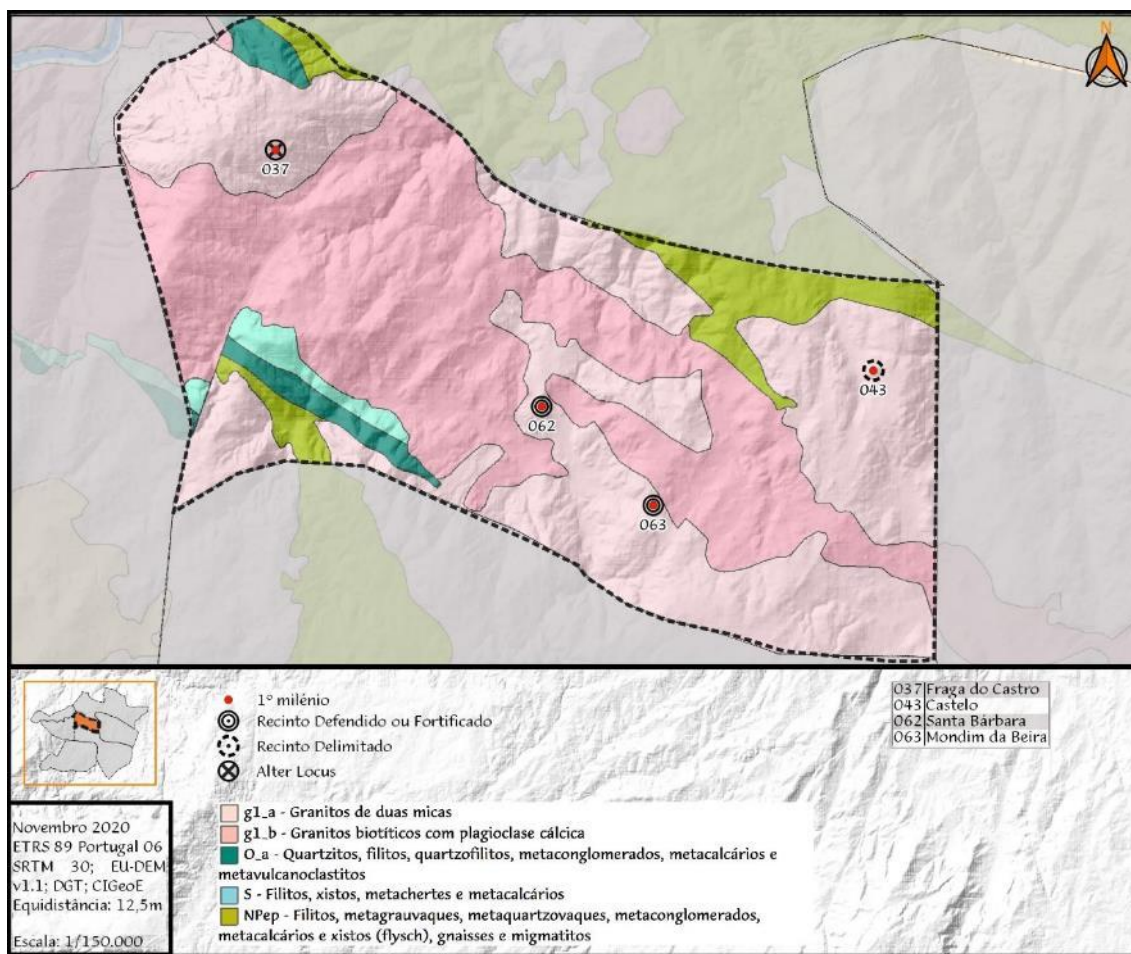 N
037
043
062
063
1º milénio
Recinto Defendido ou Fortificado
Recinto Delimitado
Alter Locus
037 Fraga do Castro
043 Castelo
062 Santa Bárbara
063 Mondim da Beira
Novembro 2020
ETRS 89 Portugal 06
SRTM 30; EU-DEM
v1.1; DGT; CIGeoE
Equidistância: 12,5m
Escala: 1/150.000
g1_a - Granitos de duas micas
g1_b - Granitos biotíticos com plagioclase cálcica
O_a - Quartzitos, filitos, quartzofilitos, metaconglomerados, metacalcários e
metavulcanoclastitos
S - Filitos, xistos, metachertes e metacalcários
NPep - Filitos, metagrauvaques, metaquartzovaques, metaconglomerados,
metacalcários e xistos (flysch), gnaisses e migmatitos